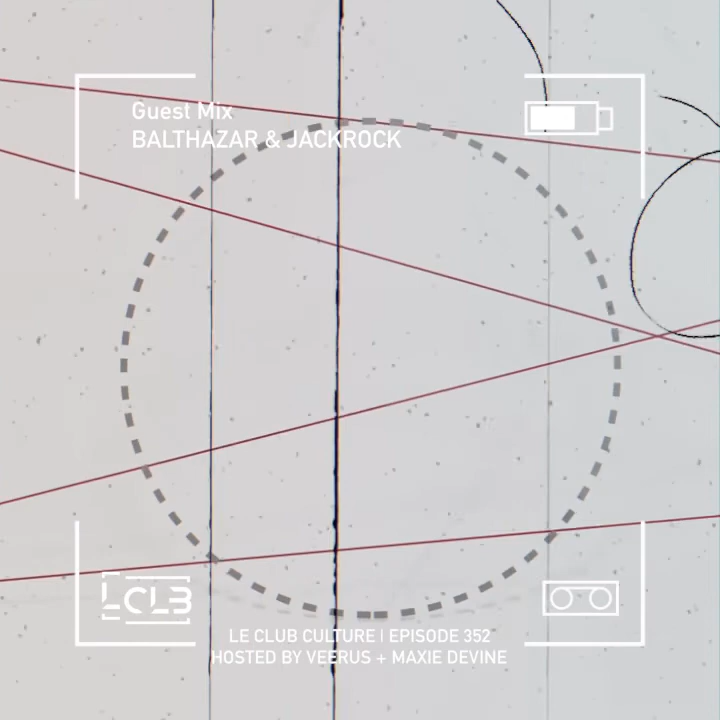 Guest Mix
BALTHAZAR & JACKROCK
LCLB
LE CLUB CULTURE | EPISODE 352
HOSTED BY VEERUS + MAXIE DEVINE